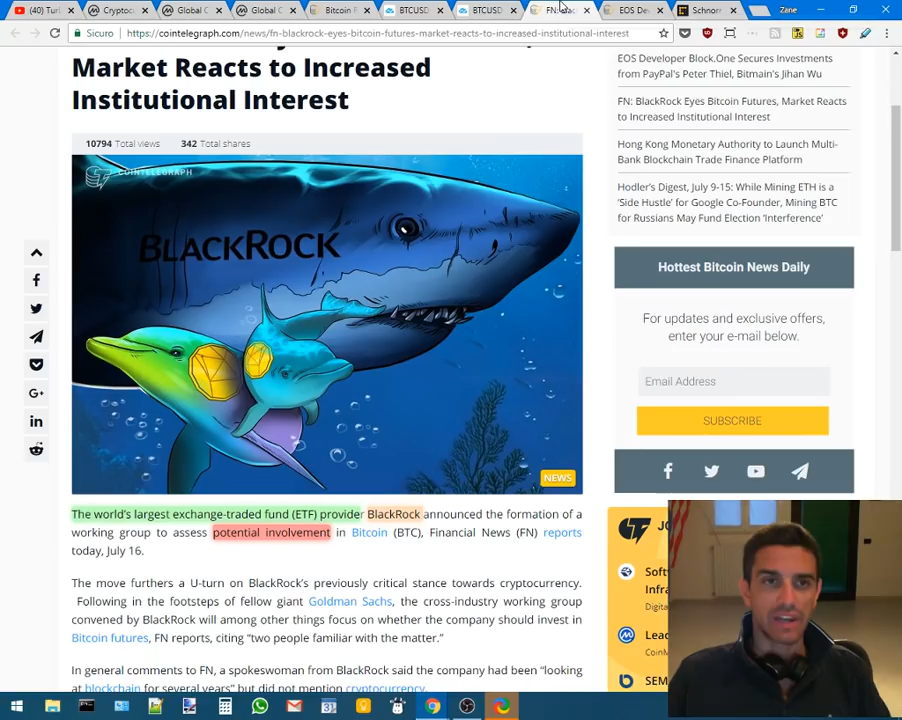 (40) Turi
Cryptoc
Global C
Global C
Bitcoin F
BTCUSD
BTCUSD
EOS Dev
Schnorr
Zane
Sicuro
https://cointelegraph.com/news/fn-blackrock-eyes-bitcoin-futures-market-reacts-to-increased-institutional-interest
Market Reacts to Increased
Institutional Interest
10794 Total views 342 Total shares
COINTELEGRAPH
BLACKROCK
NEWS
The world's largest exchange-traded fund (ETF) provider BlackRock announced the formation of a
working group to assess potential involvement in Bitcoin (BTC), Financial News (FN) reports
today, July 16.
The move furthers a U-turn on BlackRock's previously critical stance towards cryptocurrency.
Following in the footsteps of fellow giant Goldman Sachs, the cross-industry working group
convened by BlackRock will among other things focus on whether the company should invest in
Bitcoin futures, FN reports, citing "two people familiar with the matter."
In general comments to FN, a spokeswoman from BlackRock said the company had been "looking
at blockchain for several years" but did not mention cryptocurrency.
EOS Developer Block.One Secures Investments
from PayPal's Peter Thiel, Bitmain's Jihan Wu
FN: BlackRock Eyes Bitcoin Futures, Market Reacts
to Increased Institutional Interest
Hong Kong Monetary Authority to Launch Multi-
Bank Blockchain Trade Finance Platform
Hodler's Digest, July 9-15: While Mining ETH is a
'Side Hustle' for Google Co-Founder, Mining BTC
for Russians May Fund Election 'Interference'
Hottest Bitcoin News Daily
For updates and exclusive offers,
enter your e-mail below.
Email Address
SUBSCRIBE
JO
Softw
Infra
Digita
Lead
CoinM
SEM